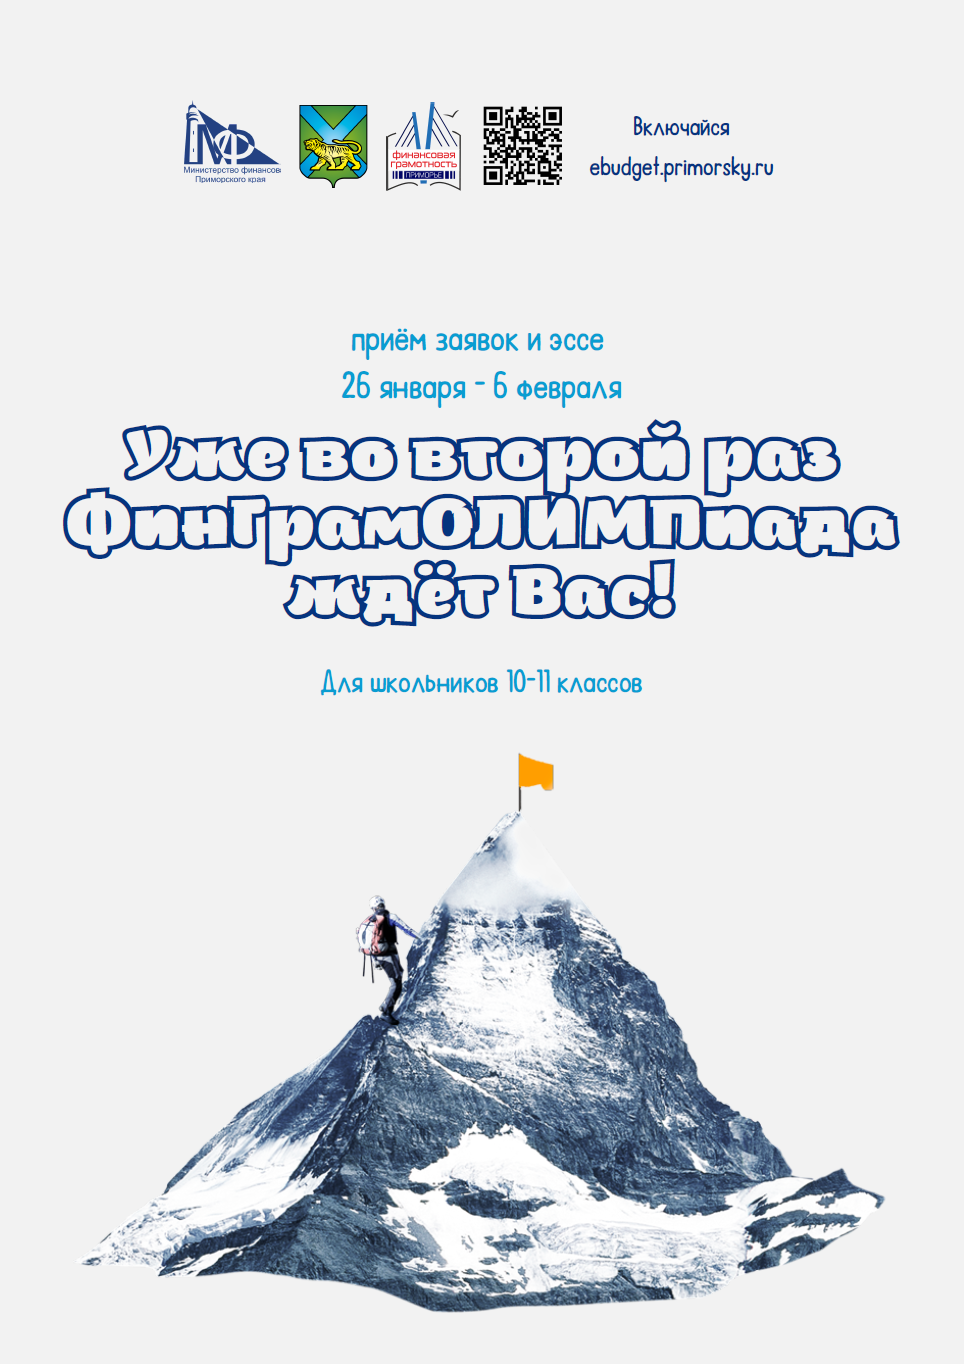 Министерство финансов
Приморского края
финансовая
грамотность
ПРИМОРЬЕ
Включайся
ebudget.primorsky.ru
приём заявок и эссе
26 января - 6 февраля
Уже во второй раз
ФинГрамОЛИМПиада
ждёт Вас!
Для школьников 10-11 классов